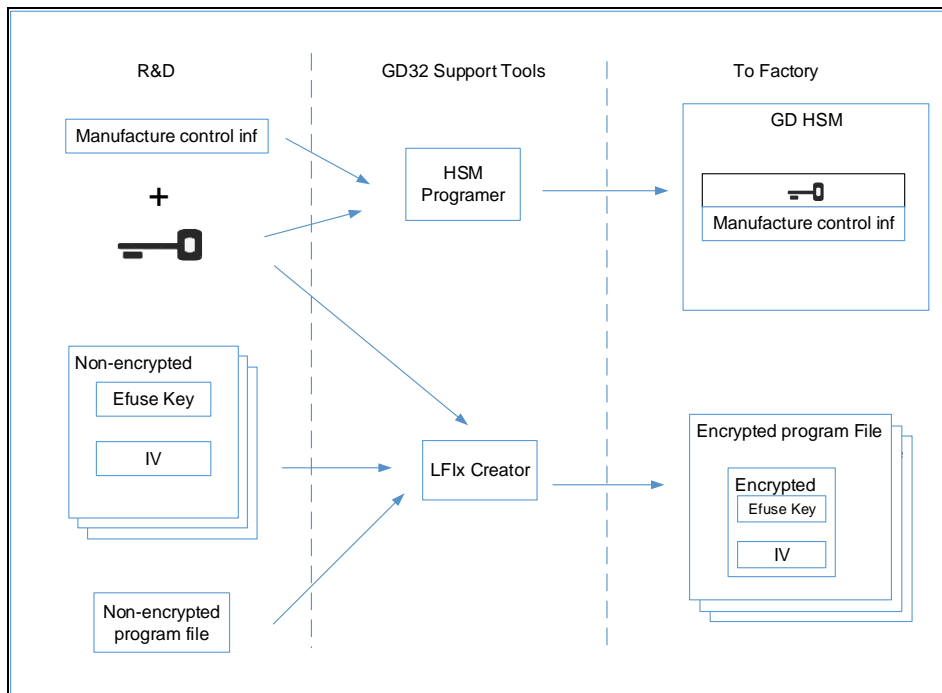 R&D
GD32 Support Tools
To Factory
Manufacture control inf
+
HSM
Programer
GD HSM
Manufacture control inf
Non-encrypted
Efuse Key
IV
LFIx Creator
Encrypted program File
Encrypted
Efuse Key
IV
Non-encrypted
program file